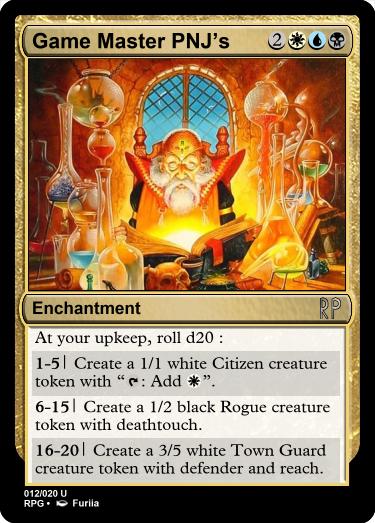 Game Master PNJ's 2
Enchantment RP
At your upkeep, roll d20 :
1-5| Create a 1/1 white Citizen creature
token with “: Add ”.
6-15| Create a 1/2 black Rogue creature
token with deathtouch.
16-20| Create a 3/5 white Town Guard
creature token with defender and reach.
012/020 U
RPG • Furiia